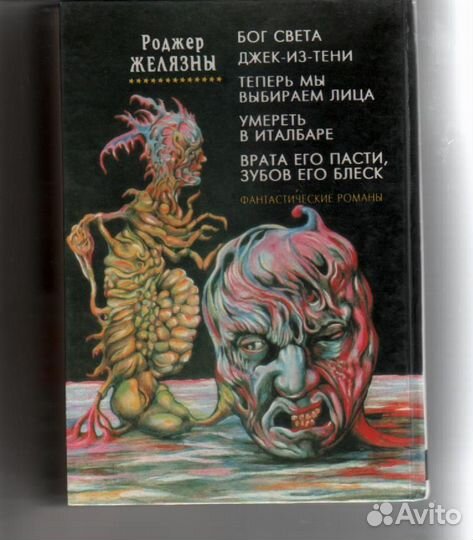 Роджер
ЖЕЛЯЗНЫ
БОГ СВЕТА
ДЖЕК-ИЗ-ТЕНИ
ТЕПЕРЬ МЫ
ВЫБИРАЕМ ЛИЦА
УМЕРЕТЬ
В ИТАЛБАРЕ
ВРАТА ЕГО ПАСТИ,
ЗУБОВ ЕГО БЛЕСК
ФАНТАСТИЧЕСКИЕ РОМАНЫ
Avito